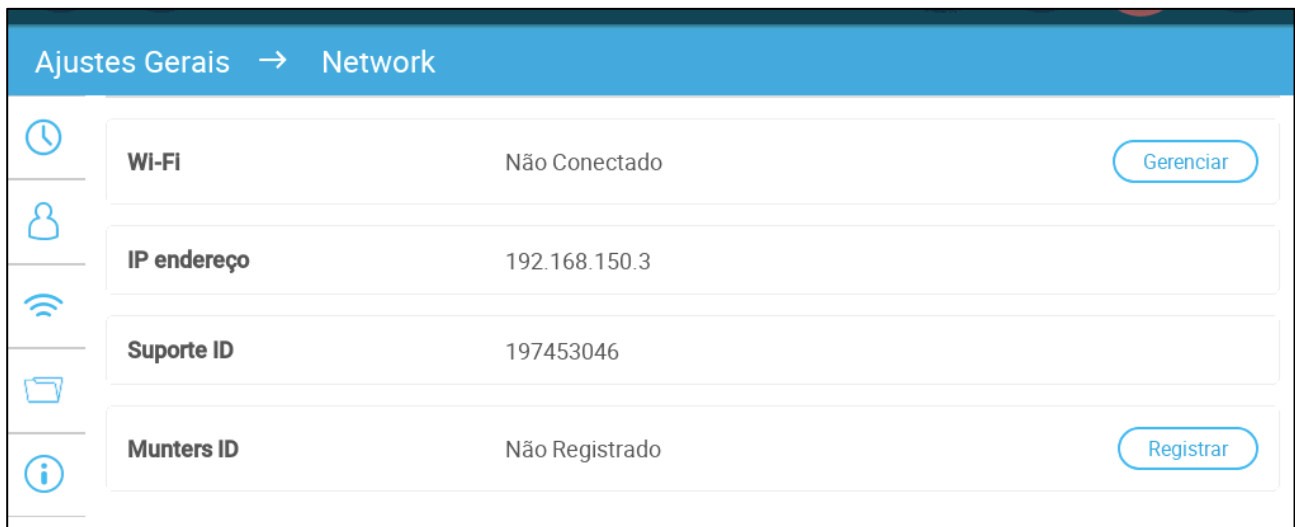 Ajustes Gerais → Network
Wi-Fi Não Conectado Gerenciar
IP endereço 192.168.150.3
Suporte ID 197453046
Munters ID Não Registrado Registrar